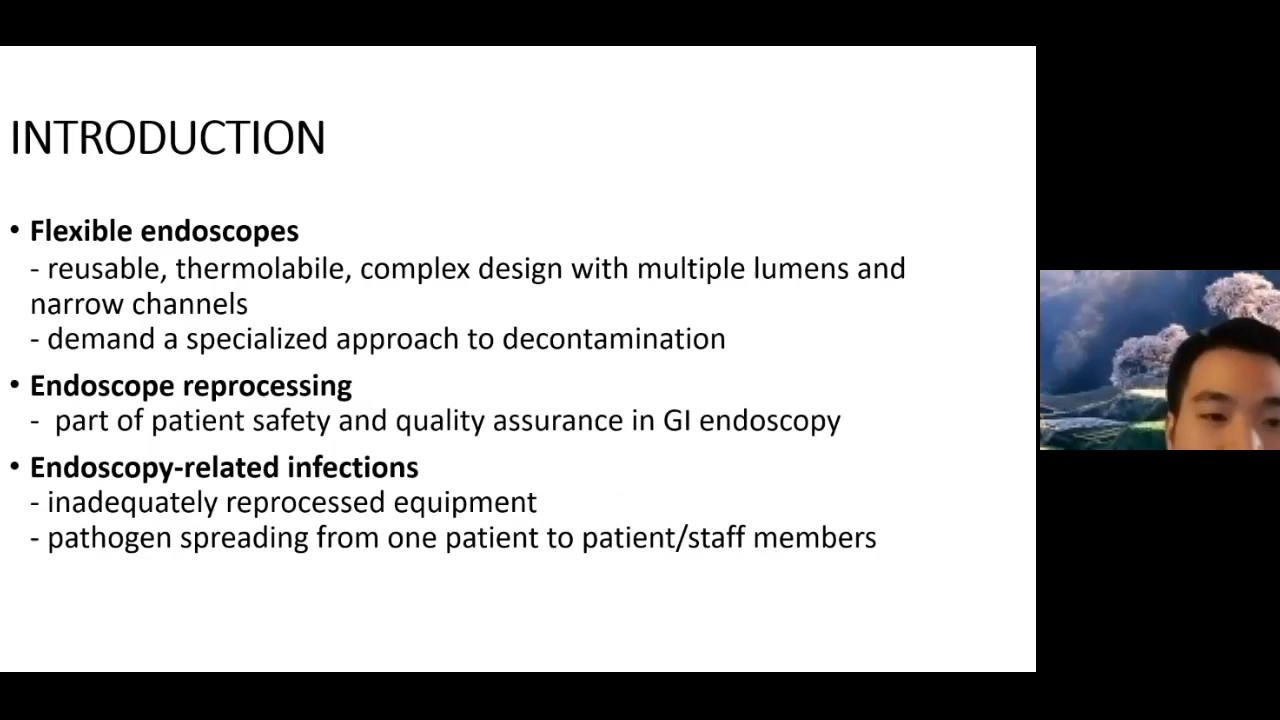 INTRODUCTION
• Flexible endoscopes
- reusable, thermolabile, complex design with multiple lumens and
narrow channels
- demand a specialized approach to decontamination
• Endoscope reprocessing
-  part of patient safety and quality assurance in GI endoscopy
• Endoscopy-related infections
- inadequately reprocessed equipment
- pathogen spreading from one patient to patient/staff members